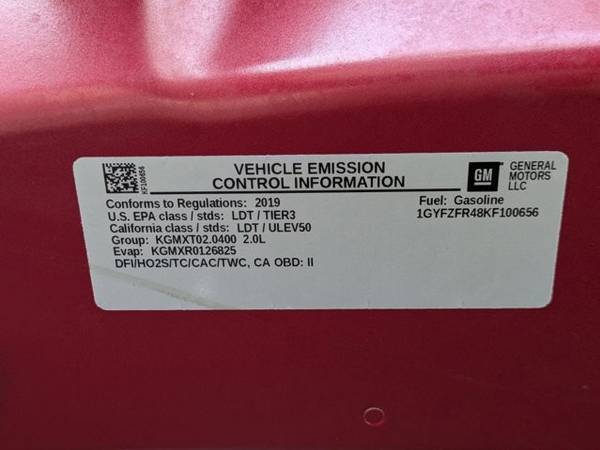 KF100656
VEHICLE EMISSION
CONTROL INFORMATION
GM
GENERAL
MOTORS
LLC
Conforms to Regulations: 2019
Fuel: Gasoline
U.S. EPA class / stds: LDT / TIER3
1GYFZFR48KF100656
California class / stds: LDT / ULEV50
Group: KGMXT02.0400 2.0L
Evap: KGMXR0126825
DFI/HO2S/TC/CAC/TWC, CA OBD: II